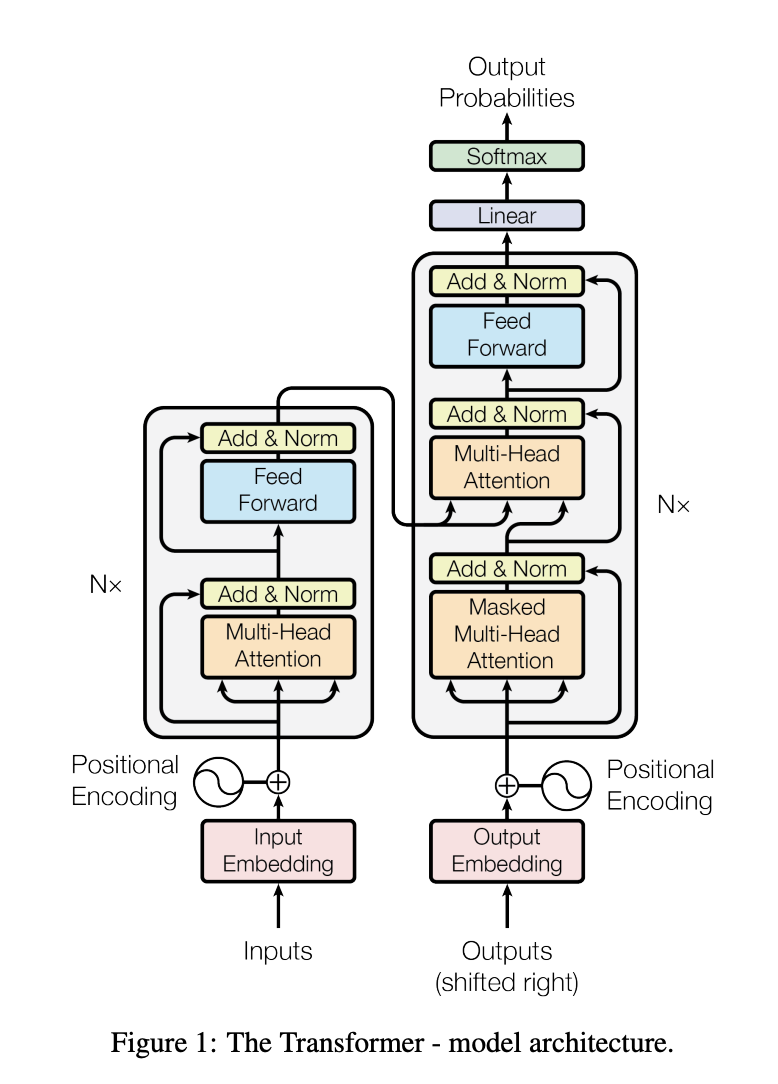 Output
Probabilities
Softmax
Linear
Add & Norm
Feed
Forward
Add & Norm
Multi-Head
Attention
Nx
Add & Norm
Masked
Multi-Head
Attention
Add & Norm
Feed
Forward
Nx
Add & Norm
Multi-Head
Attention
Positional
Encoding
Positional
Encoding
Input
Embedding
Output
Embedding
Inputs
Outputs
(shifted right)
Figure 1: The Transformer - model architecture.